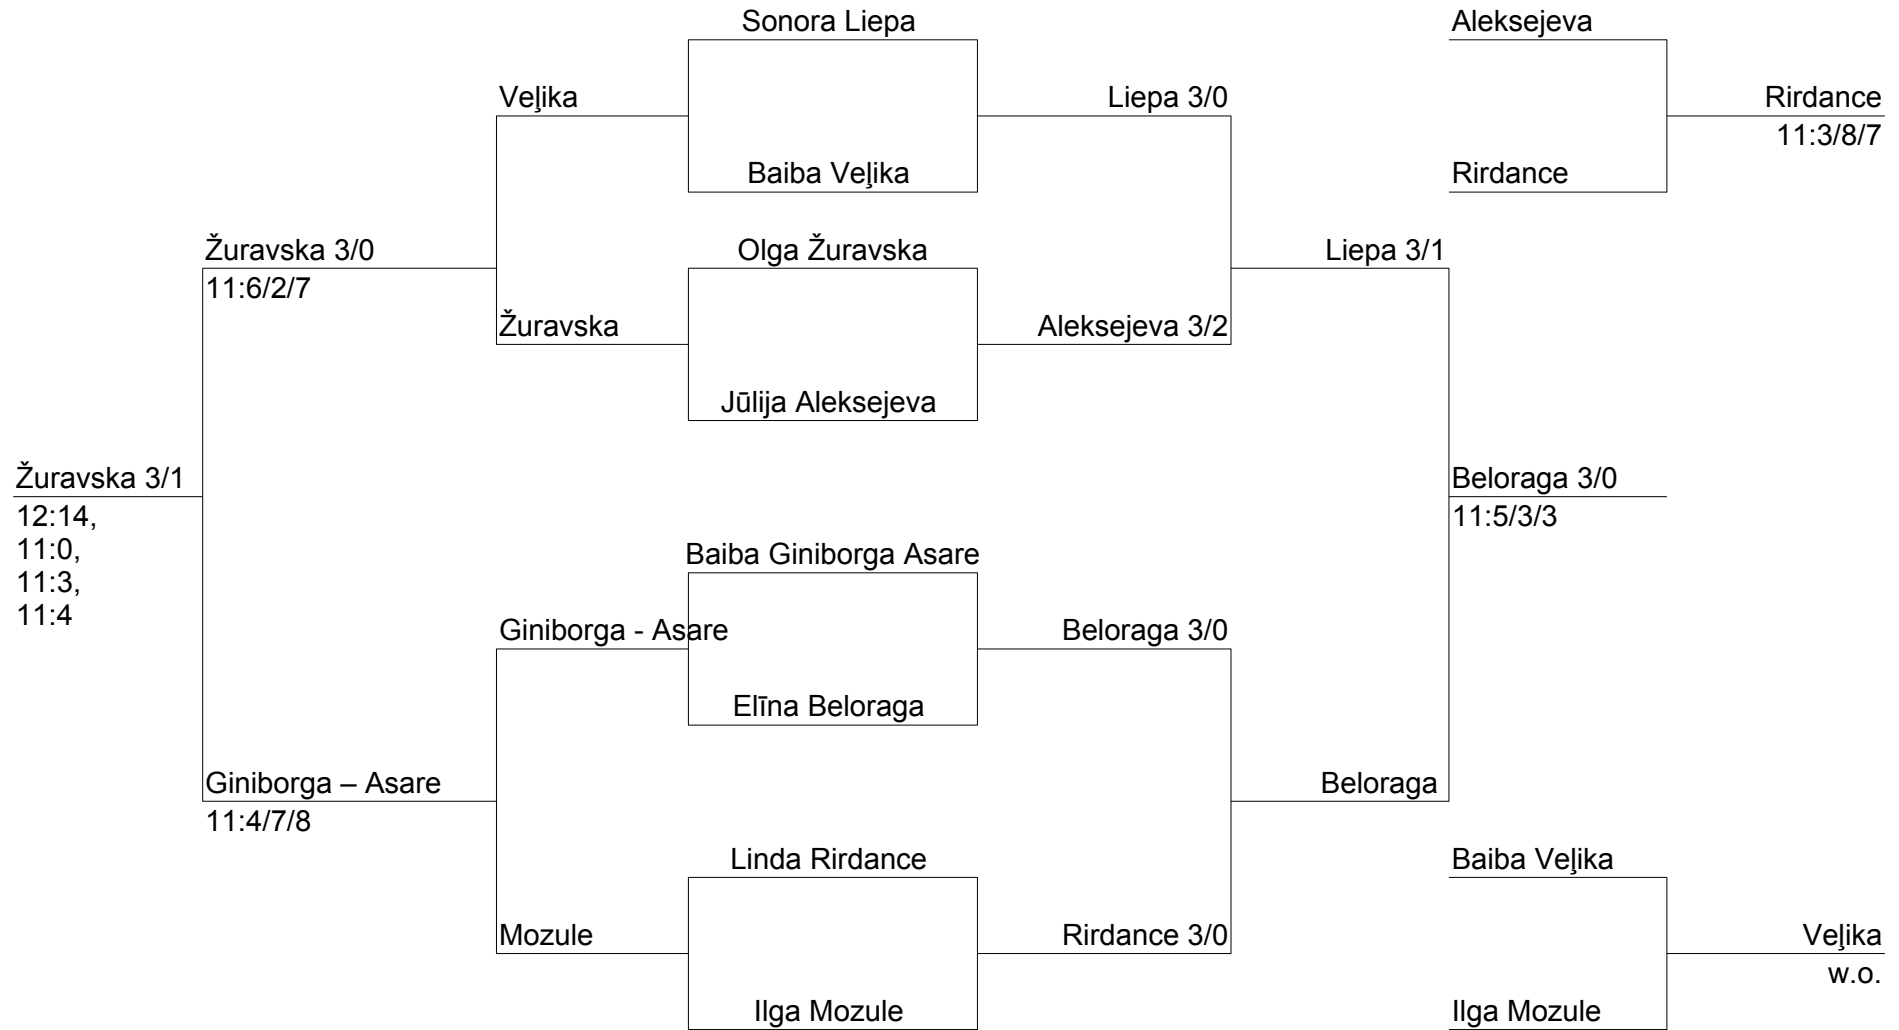 Sonora Liepa
Aleksejeva
Veļika
Liepa 3/0
Rirdance
11:3/8/7
Baiba Veļika
Rirdance
Žuravska 3/0
11:6/2/7
Olga Žuravska
Liepa 3/1
Žuravska
Aleksejeva 3/2
Jūlija Aleksejeva
Žuravska 3/1
12:14,
11:0,
11:3,
11:4
Beloraga 3/0
11:5/3/3
Baiba Giniborga Asare
Giniborga - Asare
Beloraga 3/0
Elīna Beloraga
Giniborga – Asare
11:4/7/8
Beloraga
Linda Rirdance
Baiba Veļika
Mozule
Rirdance 3/0
Veļika
w.o.
Ilga Mozule
Ilga Mozule